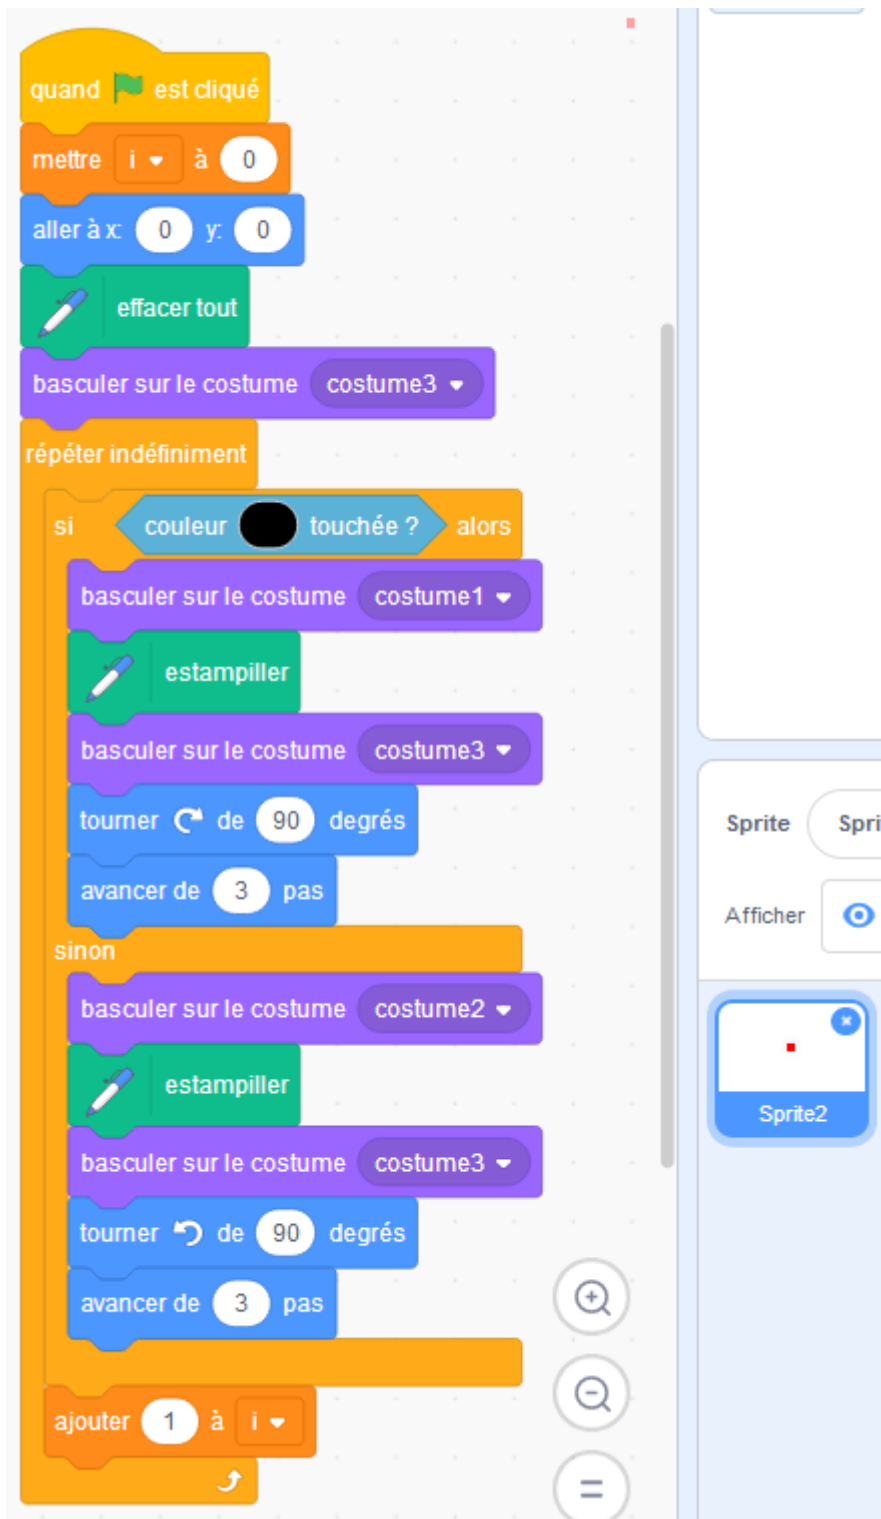 quand est cliqué
mettre i à 0
aller à x: 0 y: 0
effacer tout
basculer sur le costume costume3
répéter indéfiniment
si couleur touchée ? alors
basculer sur le costume costume1
estampiller
basculer sur le costume costume3
tourner de 90 degrés
avancer de 3 pas
sinon
basculer sur le costume costume2
estampiller
basculer sur le costume costume3
tourner de 90 degrés
avancer de 3 pas
ajouter 1 à i
Sprite Spri
Afficher
Sprite2